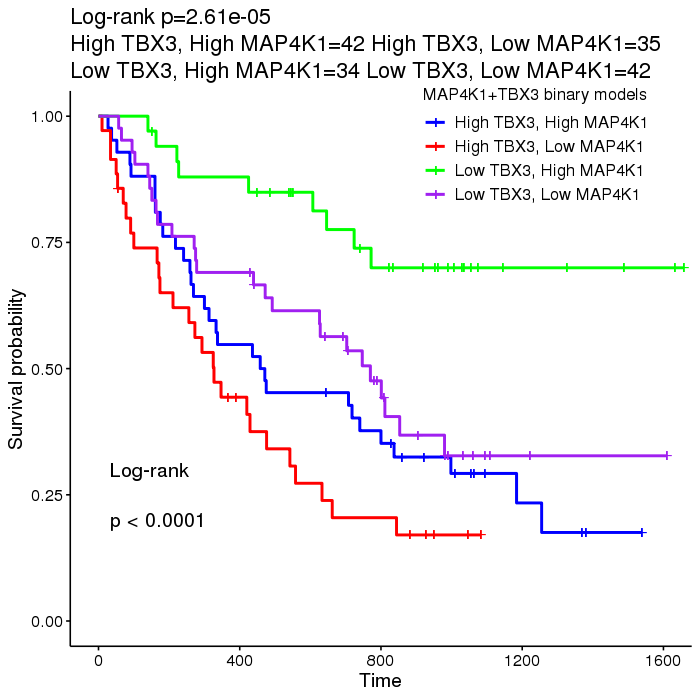 Log-rank p=2.61e-05
High TBX3, High MAP4K1=42 High TBX3, Low MAP4K1=35
Low TBX3, High MAP4K1=34 Low TBX3, Low MAP4K1=42
MAP4K1+TBX3 binary models
High TBX3, High MAP4K1
High TBX3, Low MAP4K1
Low TBX3, High MAP4K1
Low TBX3, Low MAP4K1
Survival probability
1.00
0.75
0.50
0.25
0.00
Log-rank
p < 0.0001
0 400 800 1200 1600
Time